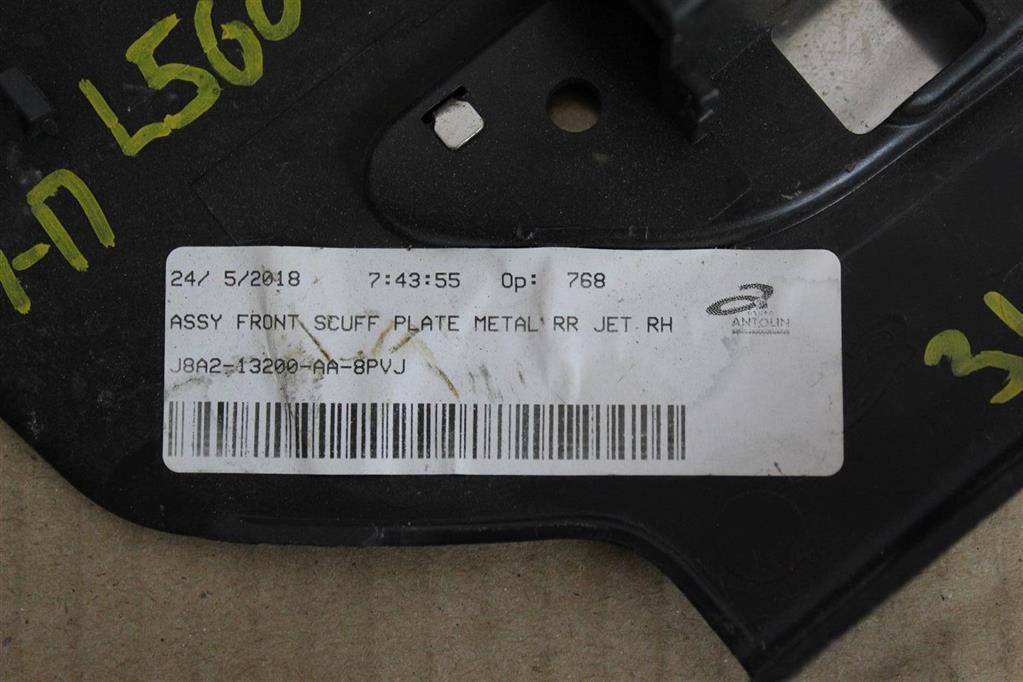 L560
24/ 5/2018 7:43:55 Op: 768
ASSY FRONT SCUFF PLATE METAL RR JET RH
ANTOLIN
J8A2-13200-AA-8PVJ